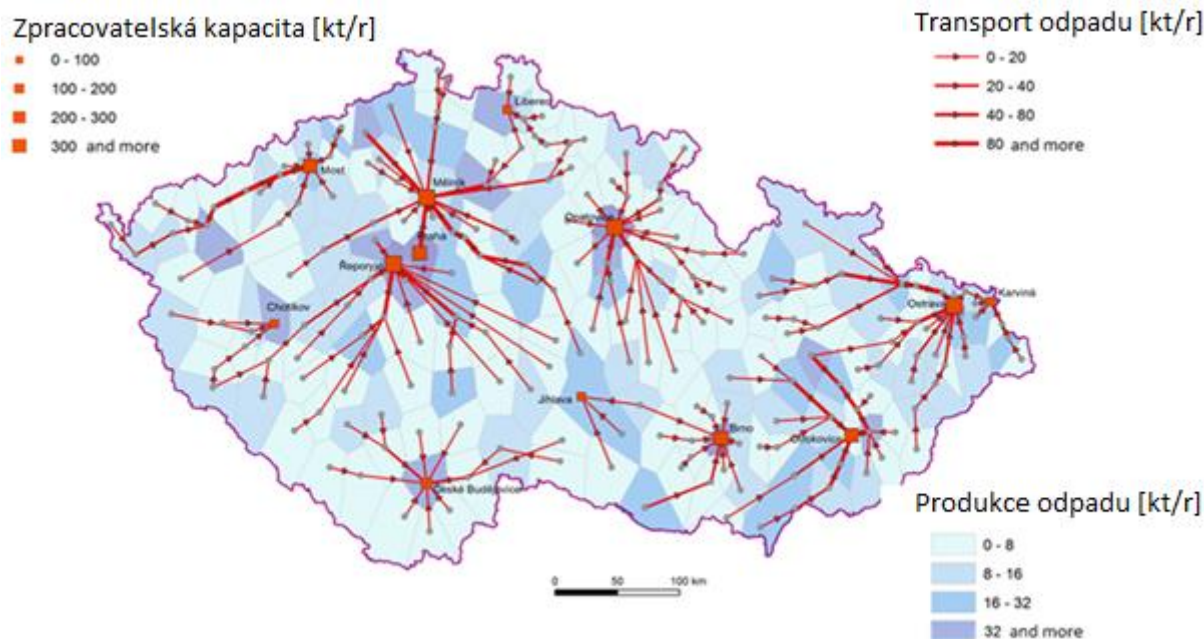 Zpracovatelská kapacita [kt/r]
0 - 100
100 - 200
200 - 300
300 and more
Transport odpadu [kt/r]
0 - 20
20 - 40
40 - 80
80 and more
Liberec
Most
Mělník
Praha
Řeporyje
Chotíkov
Ostrava
Karviná
Jihlava
Brno
Otrokovice
České Budějovice
0 50 100 km
Produkce odpadu [kt/r]
0 - 8
8 - 16
16 - 32
32 and more